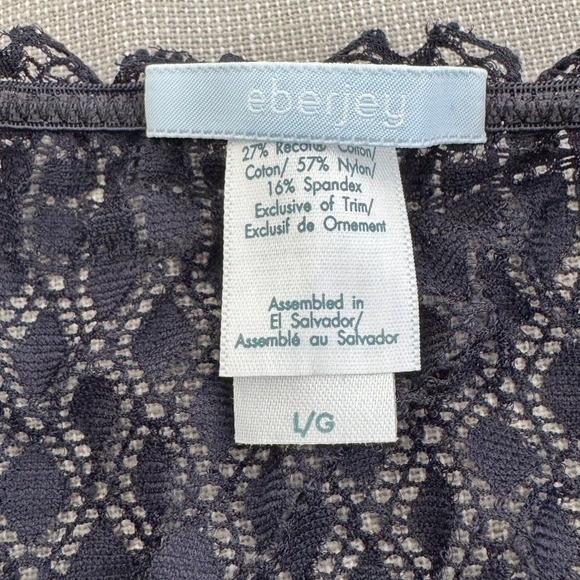 eberjey
27% Recover® Cotton/
Coton/ 57% Nylon/
16% Spandex
Exclusive of Trim/
Exclusif de Ornement
Assembled in
El Salvador/
Assemblé au Salvador
L/G